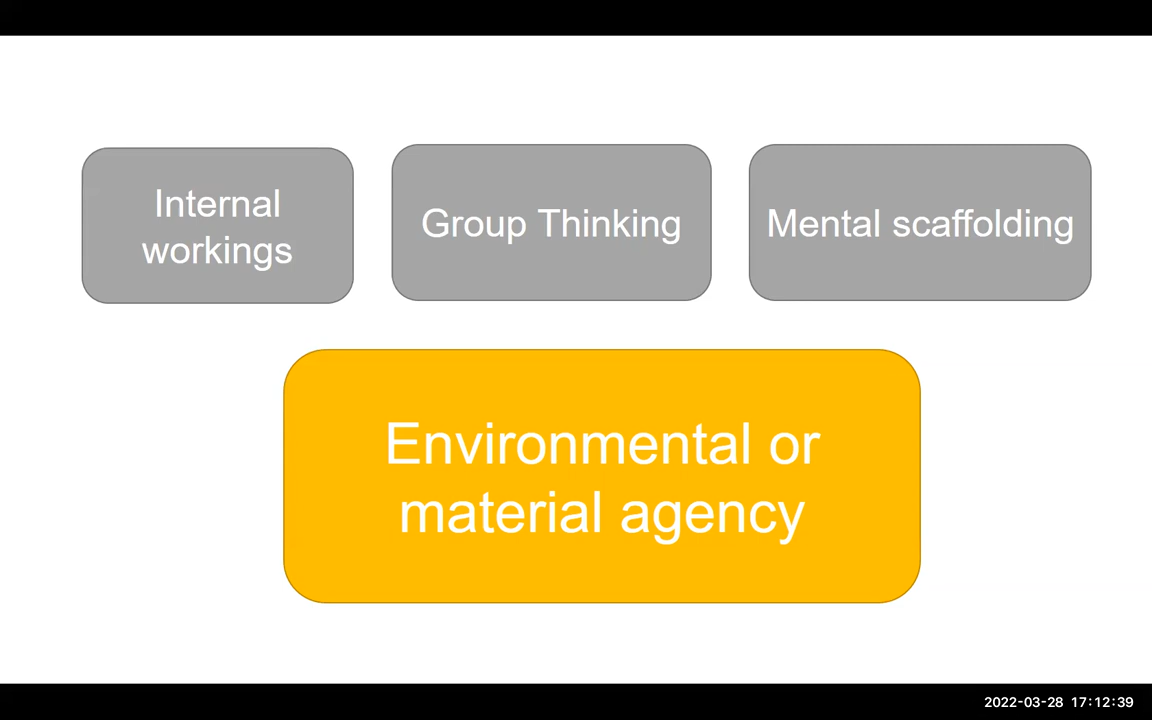 Internal
workings
Group Thinking
Mental scaffolding
Environmental or
material agency
2022-03-28 17:12:39